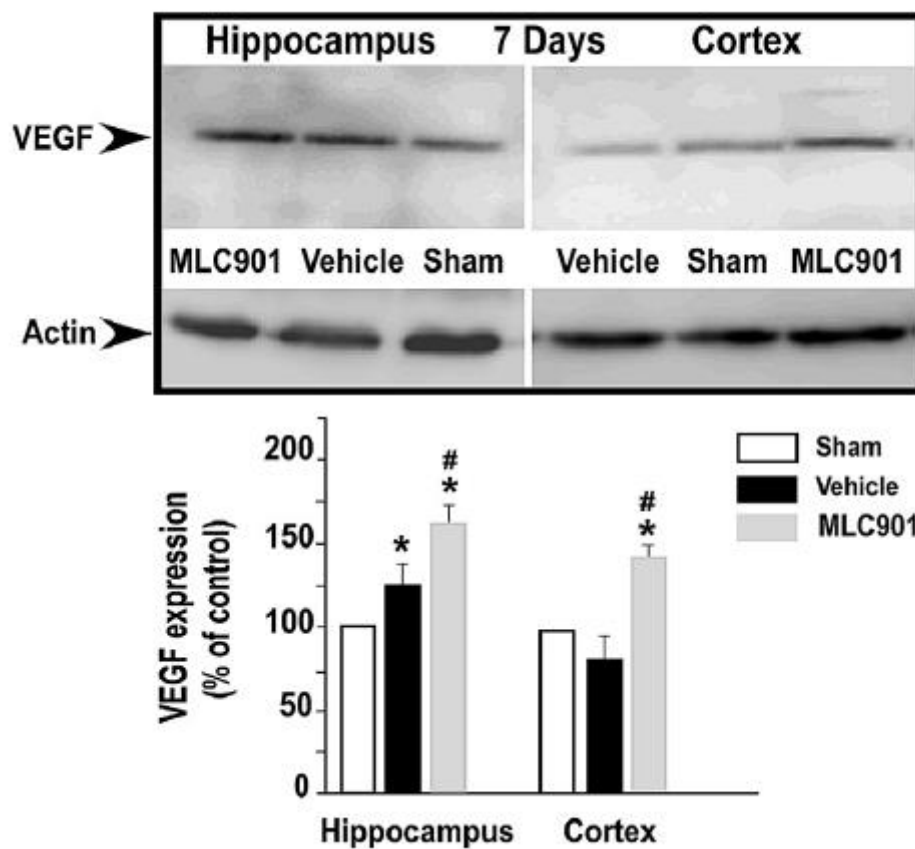 Hippocampus 7 Days Cortex
VEGF
MLC901 Vehicle Sham Vehicle Sham MLC901
Actin
VEGF expression
(% of control)
200
150
100
50
0
# 
*
*
#
*
Sham
Vehicle
MLC901
Hippocampus Cortex